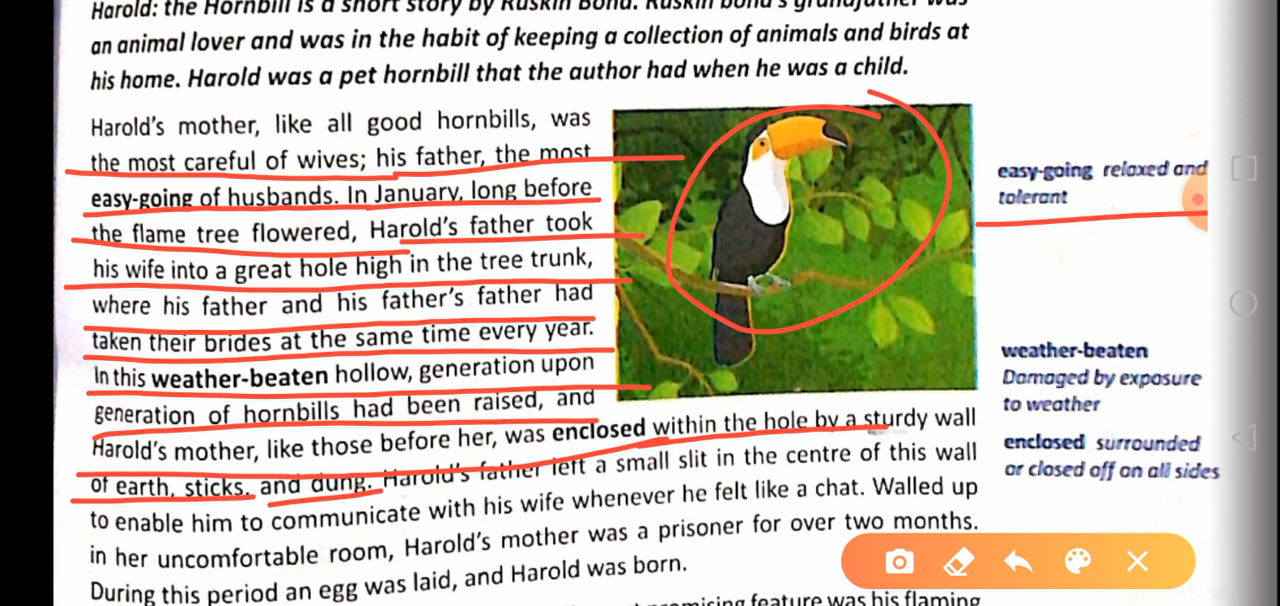 Harold: the Hornbill is a short story by Ruskin Bond. Ruskin Bond's grandfather was
an animal lover and was in the habit of keeping a collection of animals and birds at
his home. Harold was a pet hornbill that the author had when he was a child.
Harold's mother, like all good hornbills, was
the most careful of wives; his father, the most
easy-going of husbands. In January, long before
the flame tree flowered, Harold's father took
his wife into a great hole high in the tree trunk,
where his father and his father's father had
taken their brides at the same time every year.
In this weather-beaten hollow, generation upon
generation of hornbills had been raised, and
Harold's mother, like those before her, was enclosed within the hole by a sturdy wall
of earth, sticks, and dung. Harold's father left a small slit in the centre of this wall
to enable him to communicate with his wife whenever he felt like a chat. Walled up
in her uncomfortable room, Harold's mother was a prisoner for over two months.
During this period an egg was laid, and Harold was born.
promising feature was his flaming
easy-going relaxed and
tolerant
weather-beaten
Damaged by exposure
to weather
enclosed surrounded
or closed off on all sides